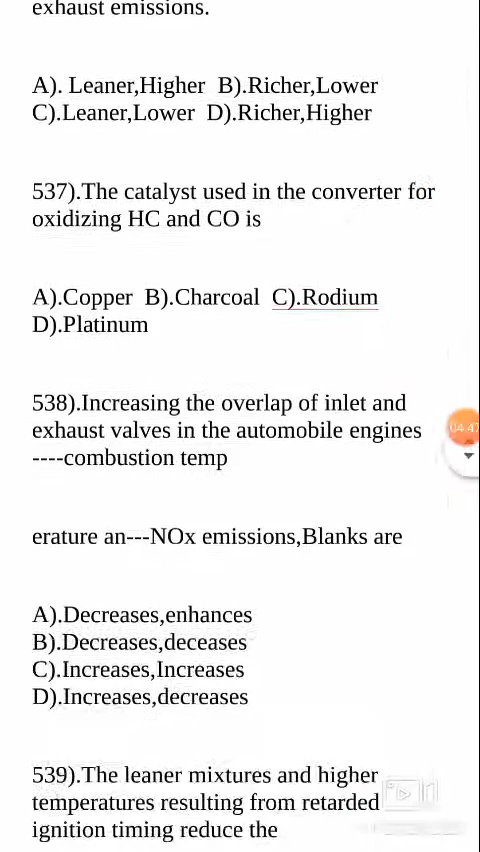 exhaust emissions.
A). Leaner,Higher B).Richer,Lower
C).Leaner,Lower D).Richer,Higher
537).The catalyst used in the converter for
oxidizing HC and CO is
A).Copper B).Charcoal C).Rodium
D).Platinum
538).Increasing the overlap of inlet and
exhaust valves in the automobile engines
----combustion temp
04:47
erature an---NOx emissions,Blanks are
A).Decreases,enhances
B).Decreases,deceases
C).Increases,Increases
D).Increases,decreases
539).The leaner mixtures and higher
temperatures resulting from retarded
ignition timing reduce the